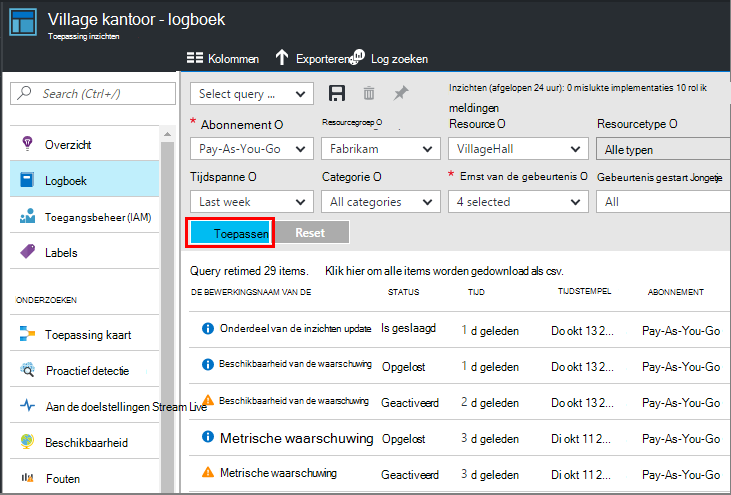 Village kantoor - logboek
Toepassing inzichten
Kolommen Exporteren Log zoeken
Search (Ctrl+/)
Overzicht
Logboek
Toegangsbeheer (IAM)
Labels
ONDERZOEKEN
Toepassing kaart
Proactief detectie
Aan de doelstellingen Stream Live
Beschikbaarheid
Fouten
Select query ...
Inzichten (afgelopen 24 uur): 0 mislukte implementaties 10 rol ik
meldingen
* Abonnement O Resourcegroep O Resource O Resourcetype O
Pay-As-You-Go Fabrikam VillageHall Alle typen
Tijdspanne O Categorie O * Ernst van de gebeurtenis O Gebeurtenis gestart Jongetje
Last week All categories 4 selected All
Toepassen Reset
Query retimed 29 items. Klik hier om alle items worden gedownload als csv.
DE BEWERKINGSNAAM VAN DE STATUS TIJD TIJDSTEMPEL ABONNEMENT
Onderdeel van de inzichten update Is geslaagd 1 d geleden Do okt 13 2... Pay-As-You-Go
Beschikbaarheid van de waarschuwing Opgelost 1 d geleden Do okt 13 2... Pay-As-You-Go
Beschikbaarheid van de waarschuwing Geactiveerd 2 d geleden Do okt 13 2... Pay-As-You-Go
Metrische waarschuwing Opgelost 3 d geleden Di okt 11 2... Pay-As-You-Go
Metrische waarschuwing Geactiveerd 3 d geleden Di okt 11 2... Pay-As-You-Go